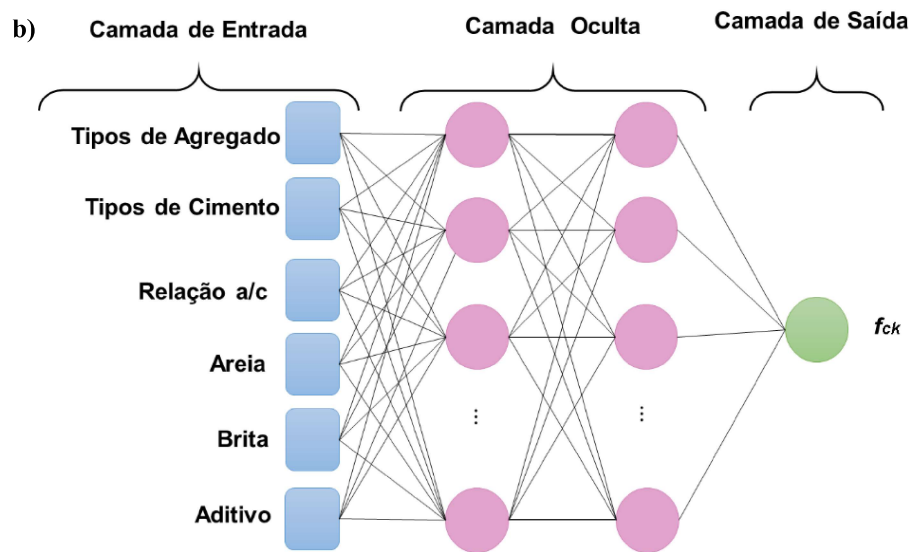 b)
Camada de Entrada
Camada Oculta
Camada de Saída
Tipos de Agregado
Tipos de Cimento
Relação a/c
Areia
Brita
Aditivo
...
...
fck